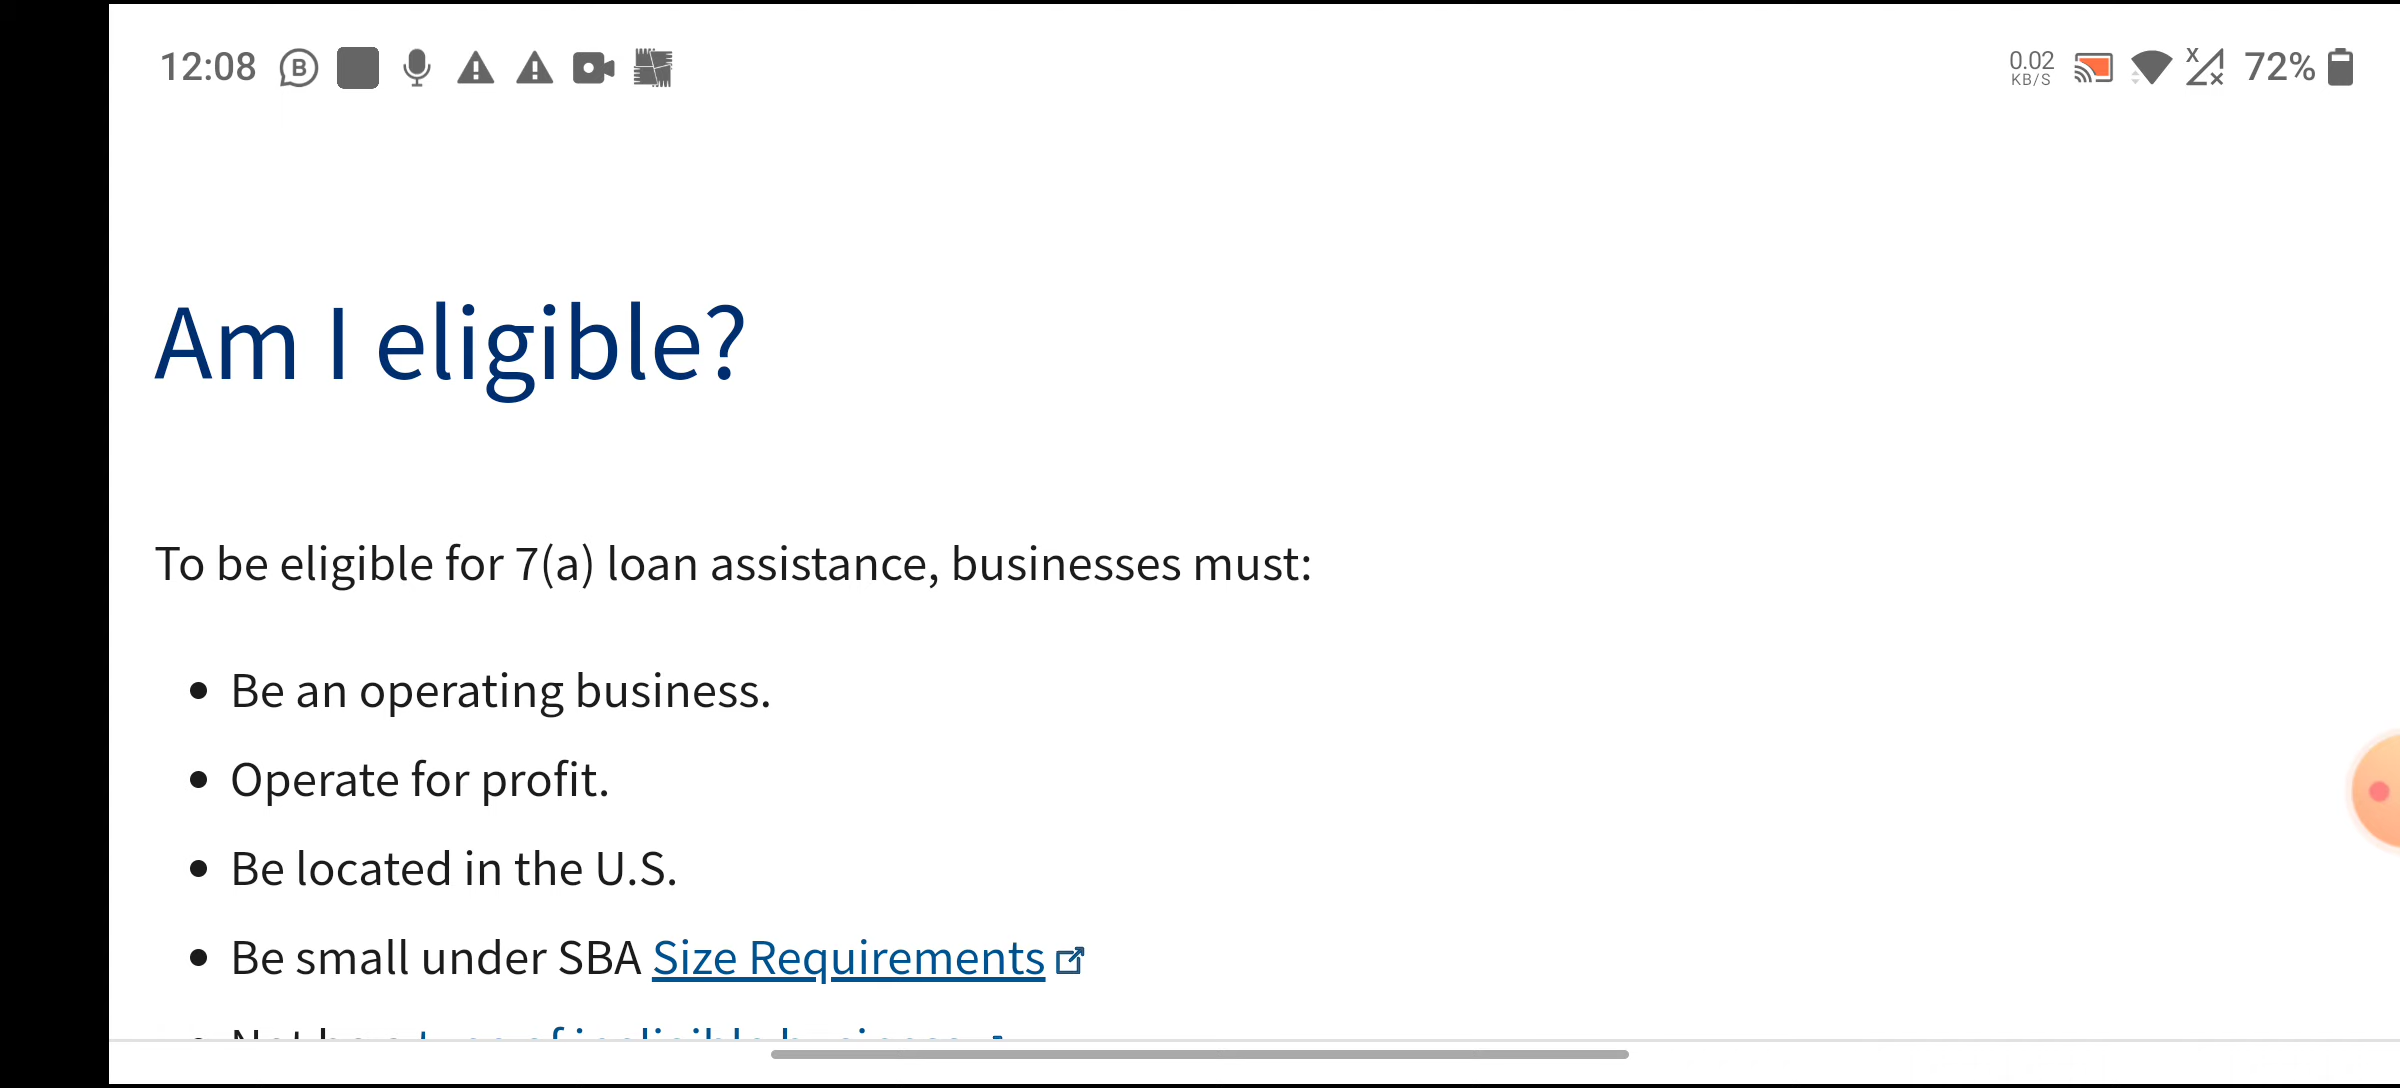 12:08 0.02 KB/S 72%
Am I eligible?
To be eligible for 7(a) loan assistance, businesses must:
• Be an operating business.
• Operate for profit.
• Be located in the U.S.
• Be small under SBA Size Requirements